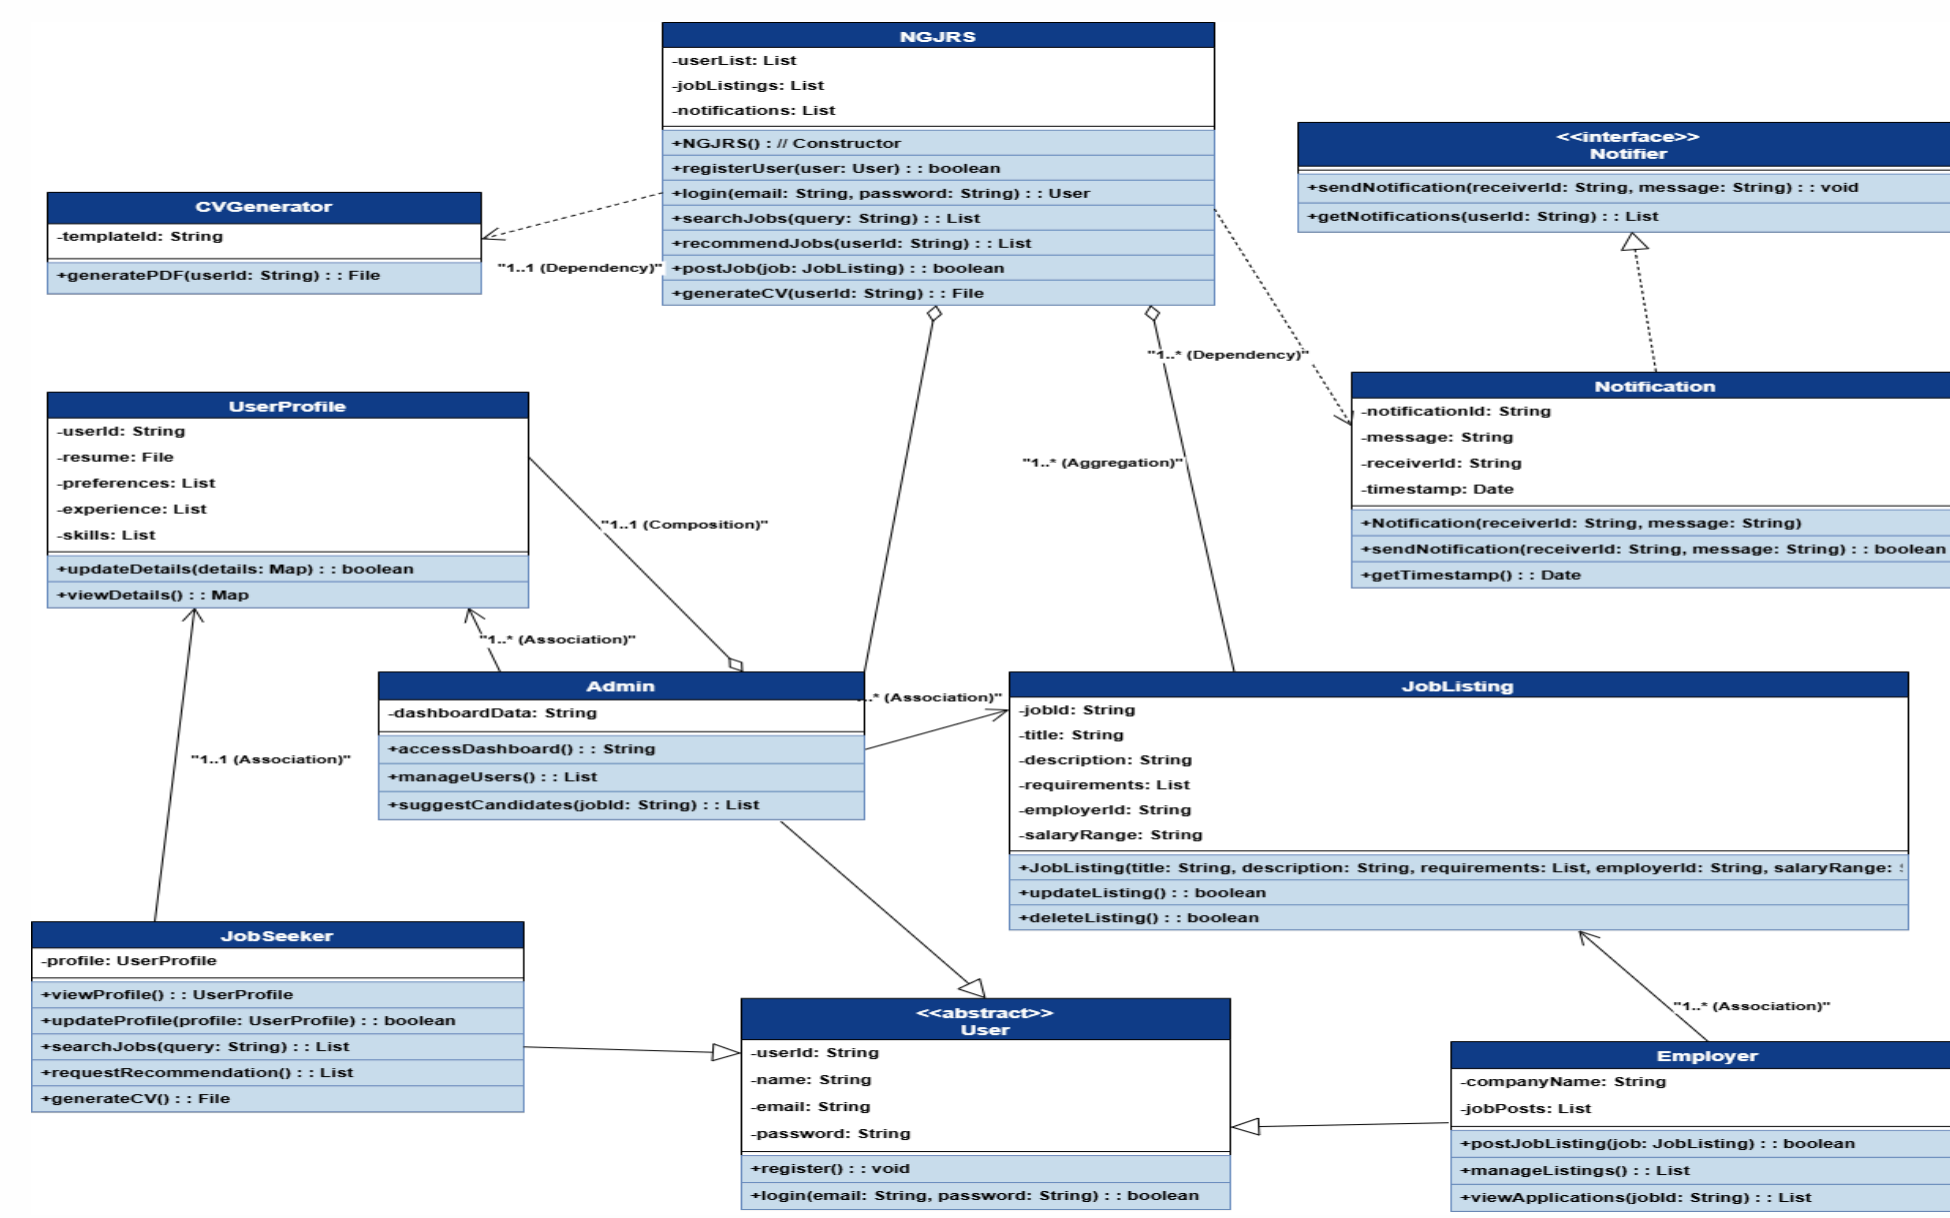 NGJRS
-userList: List
-jobListings: List
-notifications: List
+NGJRS() : // Constructor
+registerUser(user: User) : : boolean
+login(email: String, password: String) : : User
+searchJobs(query: String) : : List
+recommendJobs(userId: String) : : List
+postJob(job: JobListing) : : boolean
+generateCV(userId: String) : : File
<<interface>>
Notifier
+sendNotification(receiverId: String, message: String) : : void
+getNotifications(userId: String) : : List
CVGenerator
-templateId: String
+generatePDF(userId: String) : : File
"1..1 (Dependency)"
"1..* (Dependency)"
Notification
-notificationId: String
-message: String
-receiverId: String
-timestamp: Date
+Notification(receiverId: String, message: String)
+sendNotification(receiverId: String, message: String) : : boolean
+getTimestamp() : : Date
UserProfile
-userId: String
-resume: File
-preferences: List
-experience: List
-skills: List
+updateDetails(details: Map) : : boolean
+viewDetails() : : Map
"1..* (Aggregation)"
"1..1 (Composition)"
"1..* (Association)"
Admin
-dashboardData: String
+accessDashboard() : : String
+manageUsers() : : List
+suggestCandidates(jobId: String) : : List
..* (Association)"
JobListing
-jobId: String
-title: String
-description: String
-requirements: List
-employerId: String
-salaryRange: String
+JobListing(title: String, description: String, requirements: List, employerId: String, salaryRange:
+updateListing() : : boolean
+deleteListing() : : boolean
"1..1 (Association)"
JobSeeker
-profile: UserProfile
+viewProfile() : : UserProfile
+updateProfile(profile: UserProfile) : : boolean
+searchJobs(query: String) : : List
+requestRecommendation() : : List
+generateCV() : : File
<<abstract>>
User
-userId: String
-name: String
-email: String
-password: String
+register() : : void
+login(email: String, password: String) : : boolean
"1..* (Association)"
Employer
-companyName: String
-jobPosts: List
+postJobListing(job: JobListing) : : boolean
+manageListings() : : List
+viewApplications(jobId: String) : : List